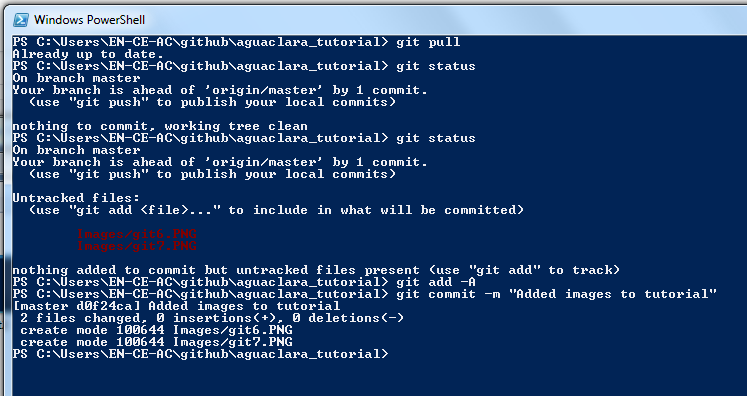 Windows PowerShell
PS C:\Users\EN-CE-AC\github\aguaclara_tutorial> git pull
Already up to date.
PS C:\Users\EN-CE-AC\github\aguaclara_tutorial> git status
On branch master
Your branch is ahead of 'origin/master' by 1 commit.
  (use "git push" to publish your local commits)

nothing to commit, working tree clean
PS C:\Users\EN-CE-AC\github\aguaclara_tutorial> git status
On branch master
Your branch is ahead of 'origin/master' by 1 commit.
  (use "git push" to publish your local commits)

Untracked files:
  (use "git add <file>..." to include in what will be committed)

        Images/git6.PNG
        Images/git7.PNG

nothing added to commit but untracked files present (use "git add" to track)
PS C:\Users\EN-CE-AC\github\aguaclara_tutorial> git add -A
PS C:\Users\EN-CE-AC\github\aguaclara_tutorial> git commit -m "Added images to tutorial"
[master d0f24ca] Added images to tutorial
 2 files changed, 0 insertions(+), 0 deletions(-)
 create mode 100644 Images/git6.PNG
 create mode 100644 Images/git7.PNG
PS C:\Users\EN-CE-AC\github\aguaclara_tutorial>